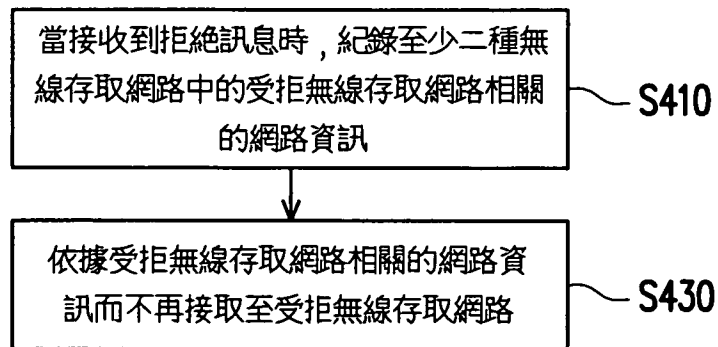 當接收到拒絕訊息時，紀錄至少二種無
線存取網路中的受拒無線存取網路相關
的網路資訊
S410
依據受拒無線存取網路相關的網路資
訊而不再接取至受拒無線存取網路
S430